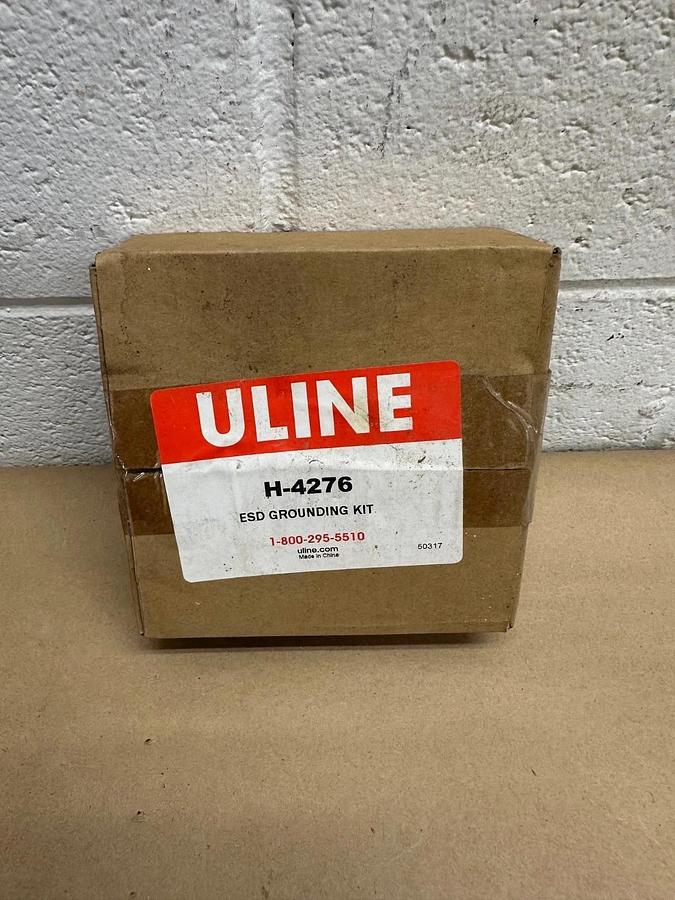 ULINE
H-4276
ESD GROUNDING KIT
1-800-295-5510
uline.com
Made in China
50317